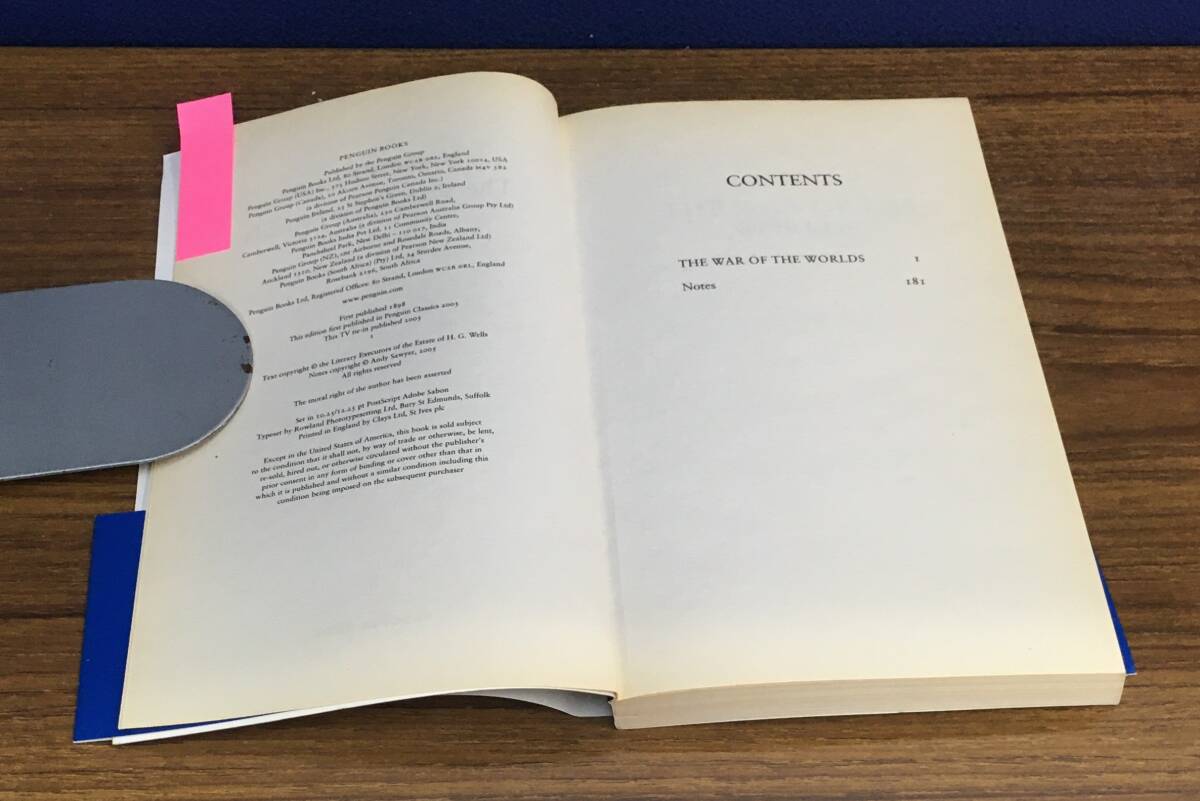 PENGUIN BOOKS
Published by the Penguin Group
Penguin Books Ltd, 80 Strand, London WC2R 0RL, England
Penguin Group (USA) Inc., 375 Hudson Street, New York, New York 10014, USA
Penguin Group (Canada), 10 Alcorn Avenue, Toronto, Ontario, Canada M4V 3B2
(a division of Pearson Penguin Canada Inc.)
Penguin Ireland, 25 St Stephen's Green, Dublin 2, Ireland
(a division of Penguin Books Ltd)
Penguin Group (Australia), 250 Camberwell Road,
Camberwell, Victoria 3124, Australia (a division of Pearson Australia Group Pty Ltd)
Penguin Books India Pvt Ltd, 11 Community Centre,
Panchsheel Park, New Delhi – 110 017, India
Penguin Group (NZ), cnr Airborne and Rosedale Roads, Albany,
Auckland 1310, New Zealand (a division of Pearson New Zealand Ltd)
Penguin Books (South Africa) (Pty) Ltd, 24 Sturdee Avenue,
Rosebank 2196, South Africa
Penguin Books Ltd, Registered Offices: 80 Strand, London WC2R 0RL, England
www.penguin.com
First published 1898
This edition first published in Penguin Classics 2005
This TV tie-in published 2005
1
Text copyright © the Literary Executors of the Estate of H. G. Wells
Notes copyright © Andy Sawyer, 2005
All rights reserved
The moral right of the author has been asserted
Set in 10.25/12.25 pt PostScript Adobe Sabon
Typeset by Rowland Phototypesetting Ltd, Bury St Edmunds, Suffolk
Printed in England by Clays Ltd, St Ives plc
Except in the United States of America, this book is sold subject
to the condition that it shall not, by way of trade or otherwise, be lent,
re-sold, hired out, or otherwise circulated without the publisher's
prior consent in any form of binding or cover other than that in
which it is published and without a similar condition including this
condition being imposed on the subsequent purchaser
CONTENTS
THE WAR OF THE WORLDS 1
Notes 181